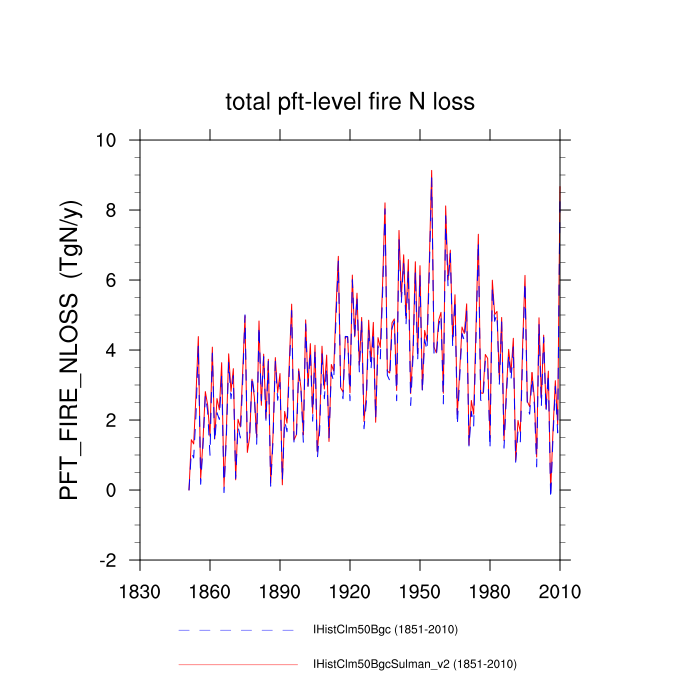 total pft-level fire N loss
PFT_FIRE_NLOSS (TgN/y)
10
8
6
4
2
0
-2
1830 1860 1890 1920 1950 1980 2010
IHistClm50Bgc (1851-2010)
IHistClm50BgcSulman_v2 (1851-2010)